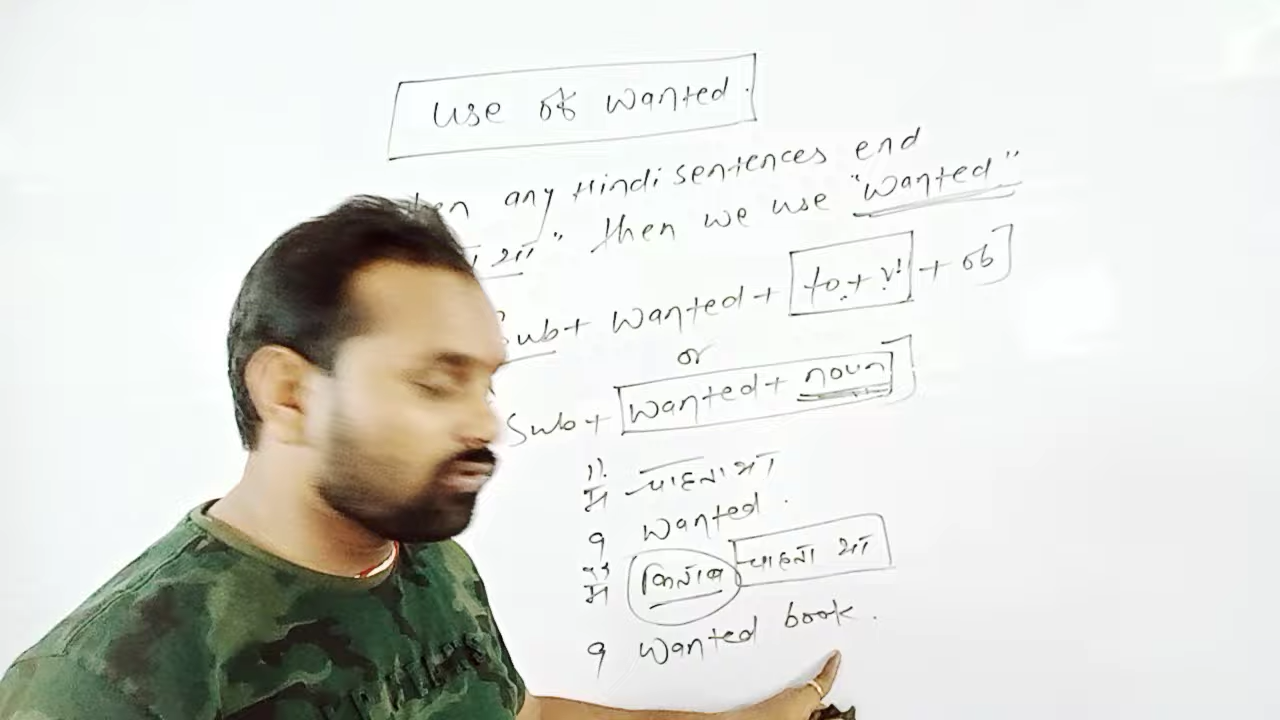 Use of Wanted.
any Hindi sentences end
था" then we use "Wanted"
Sub + Wanted + to + v1 + ob]
or
Sub + Wanted + noun]
मैं चाहता था
I Wanted.
मैं किताब चाहता था
I Wanted book.